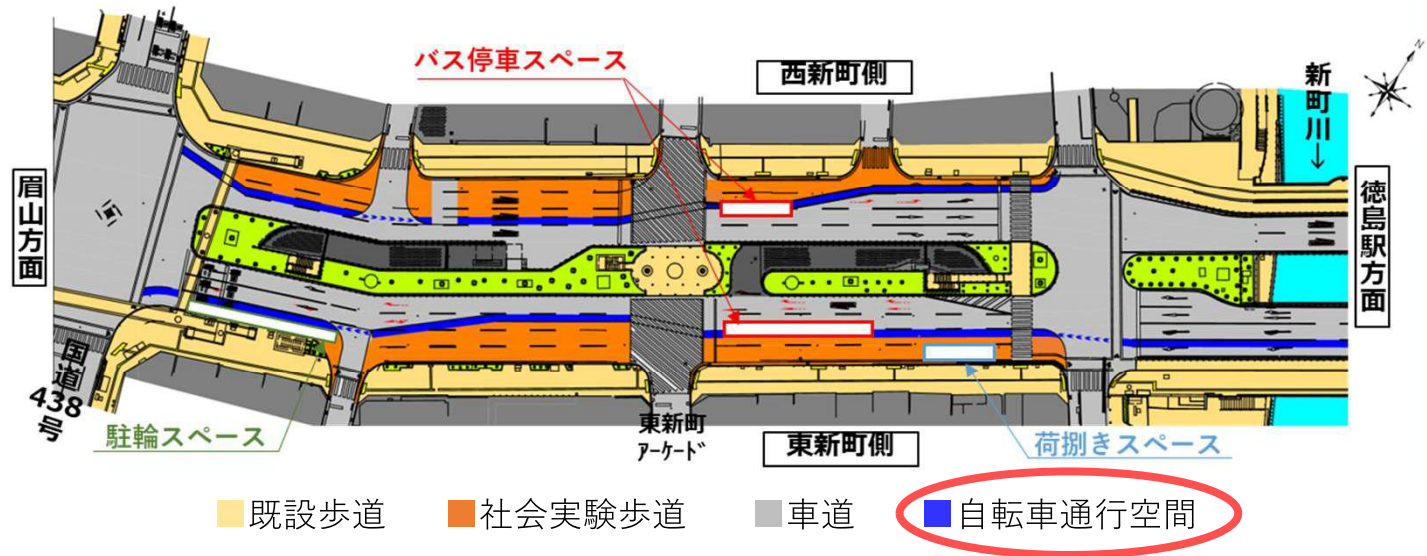 バス停車スペース
西新町側
N
新町川→
眉山方面
徳島駅方面
国道
438
号
駐輪スペース
東新町
ｱｰｹｰﾄﾞ
東新町側
荷捌きスペース
既設歩道
社会実験歩道
車道
自転車通行空間